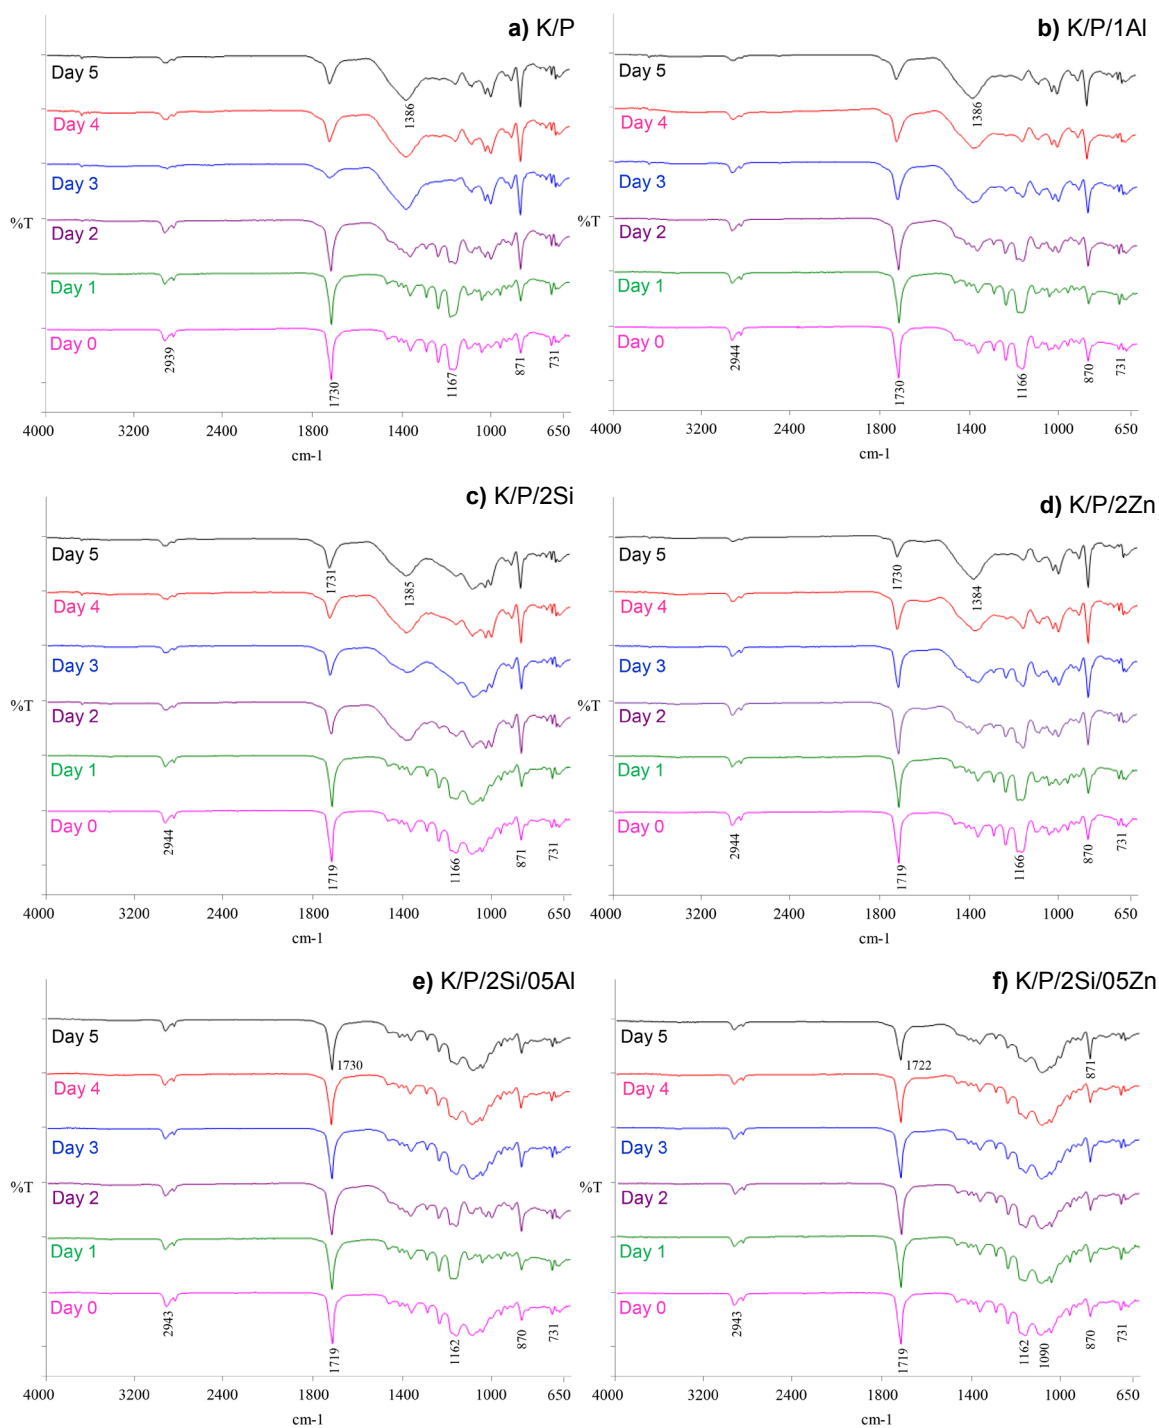 a) K/P
Day 5
1386
Day 4
Day 3
%T
Day 2
Day 1
Day 0
2939
1730
1167
871
731
4000 3200 2400 1800 1400 1000 650
cm-1
b) K/P/1Al
Day 5
1386
Day 4
Day 3
%T
Day 2
Day 1
Day 0
2944
1730
1166
870
731
4000 3200 2400 1800 1400 1000 650
cm-1
c) K/P/2Si
Day 5
1731
1385
Day 4
Day 3
%T
Day 2
Day 1
Day 0
2944
1719
1166
871
731
4000 3200 2400 1800 1400 1000 650
cm-1
d) K/P/2Zn
Day 5
1730
1384
Day 4
Day 3
%T
Day 2
Day 1
Day 0
2944
1719
1166
870
731
4000 3200 2400 1800 1400 1000 650
cm-1
e) K/P/2Si/05Al
Day 5
1730
Day 4
Day 3
%T
Day 2
Day 1
Day 0
2943
1719
1162
870
731
4000 3200 2400 1800 1400 1000 650
cm-1
f) K/P/2Si/05Zn
Day 5
1722
871
Day 4
Day 3
%T
Day 2
Day 1
Day 0
2943
1719
1162
1090
870
731
4000 3200 2400 1800 1400 1000 650
cm-1